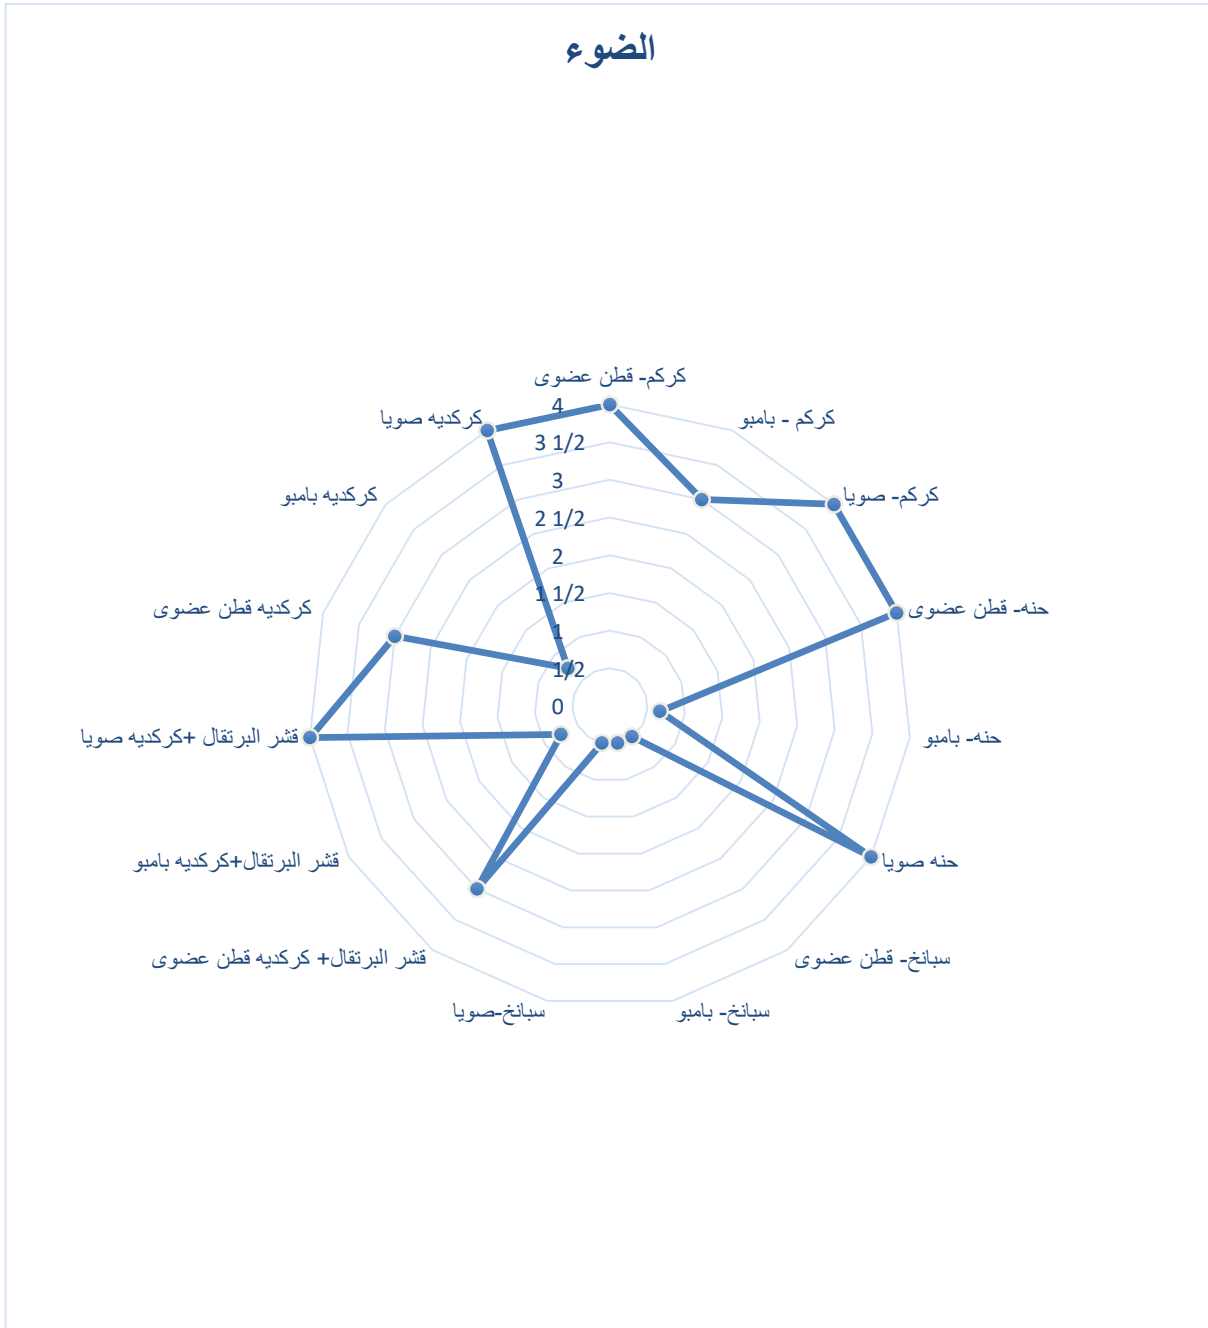 الضوء
كركم- قطن عضوى
كركم - بامبو
كركم- صويا
حنه- قطن عضوى
حنه- بامبو
حنه صويا
سبانخ- قطن عضوى
سبانخ- بامبو
سبانخ-صويا
قشر البرتقال+ كركديه قطن عضوى
قشر البرتقال+كركديه بامبو
قشر البرتقال +كركديه صويا
كركديه قطن عضوى
كركديه بامبو
كركديه صويا
4
3 1/2
3
2 1/2
2
1 1/2
1
1/2
0